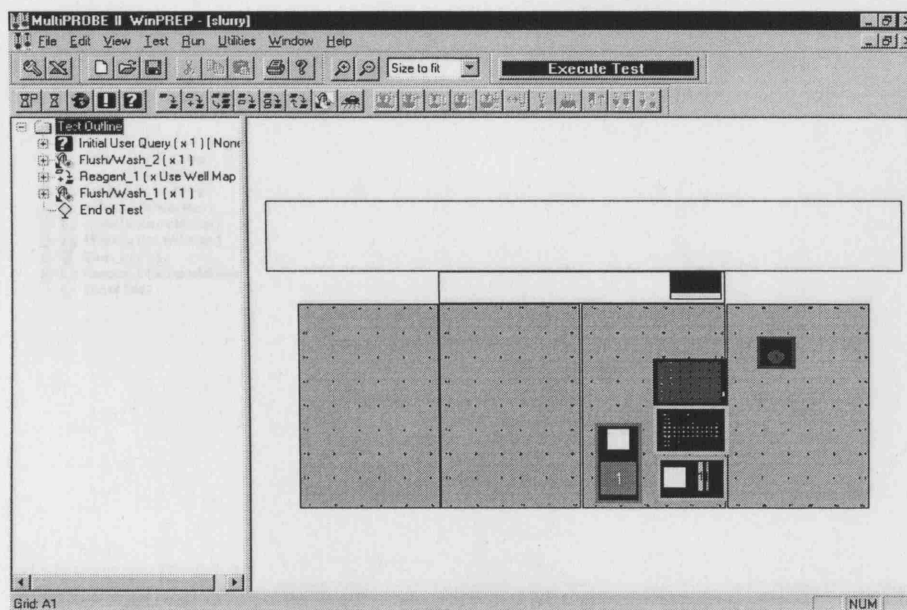 MultiPROBE II WinPREP - [slurry]
File Edit View Test Run Utilities Window Help
Size to fit
Execute Test
Test Outline
Initial User Query ( x 1 ) [ None
Flush/Wash_2 ( x 1 )
Reagent_1 ( x Use Well Map
Flush/Wash_1 ( x 1 )
End of Test
1
Grid: A1
NUM